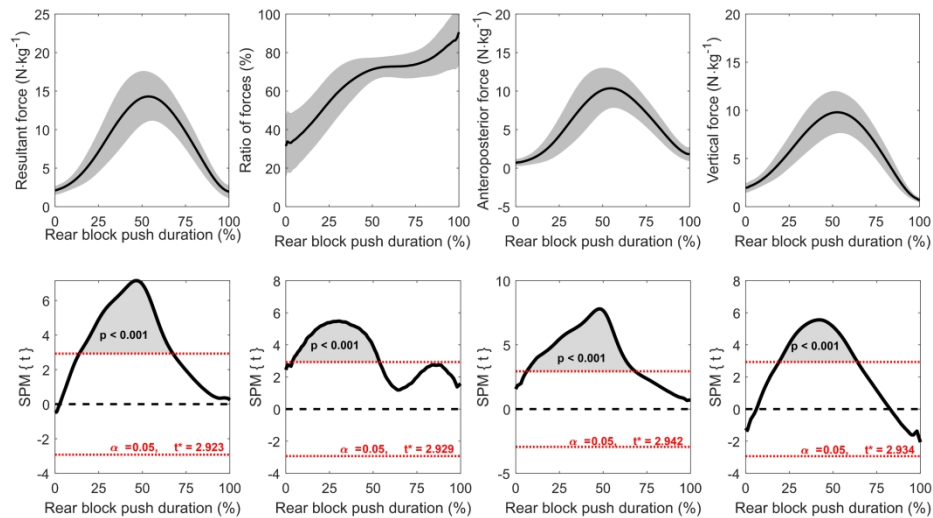 Resultant force (N·kg⁻¹)
25
20
15
10
5
0
0 25 50 75 100
Rear block push duration (%)
Ratio of forces (%)
100
80
60
40
20
0
0 25 50 75 100
Rear block push duration (%)
Anteroposterior force (N·kg⁻¹)
20
15
10
5
0
-5
0 25 50 75 100
Rear block push duration (%)
Vertical force (N·kg⁻¹)
20
15
10
5
0
0 25 50 75 100
Rear block push duration (%)
SPM { t }
6
4
2
0
-2
-4
p < 0.001
α =0.05, t* = 2.923
0 25 50 75 100
Rear block push duration (%)
SPM { t }
8
6
4
2
0
-2
-4
p < 0.001
α =0.05, t* = 2.929
0 25 50 75 100
Rear block push duration (%)
SPM { t }
10
5
0
-5
p < 0.001
α =0.05, t* = 2.942
0 25 50 75 100
Rear block push duration (%)
SPM { t }
8
6
4
2
0
-2
-4
p < 0.001
α =0.05, t* = 2.934
0 25 50 75 100
Rear block push duration (%)